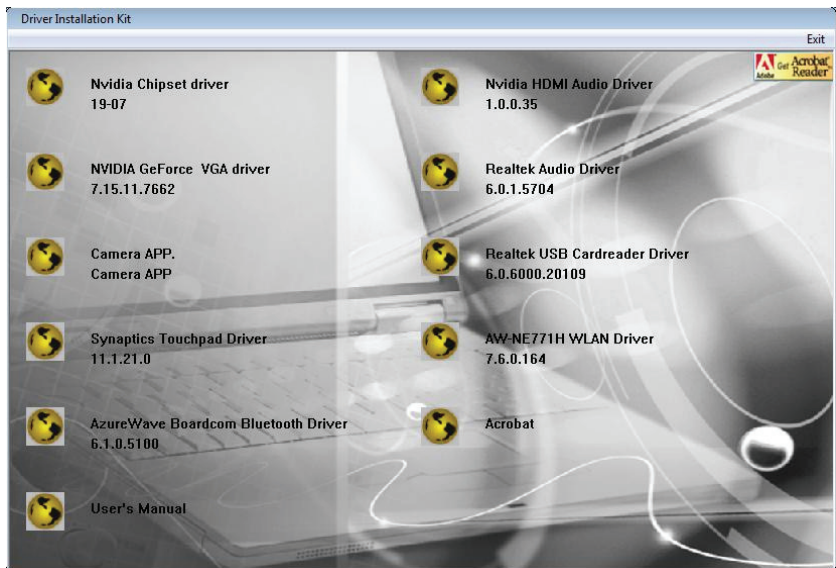 Driver Installation Kit
Exit
Adobe
Get Acrobat
Reader
Nvidia Chipset driver
19-07
Nvidia HDMI Audio Driver
1.0.0.35
NVIDIA GeForce VGA driver
7.15.11.7662
Realtek Audio Driver
6.0.1.5704
Camera APP.
Camera APP
Realtek USB Cardreader Driver
6.0.6000.20109
Synaptics Touchpad Driver
11.1.21.0
AW-NE771H WLAN Driver
7.6.0.164
AzureWave Boardcom Bluetooth Driver
6.1.0.5100
Acrobat
User's Manual